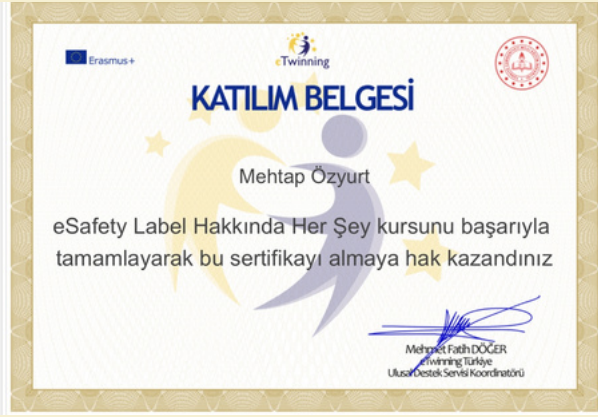 Erasmus+
eTwinning
KATILIM BELGESİ
Mehtap Özyurt
eSafety Label Hakkında Her Şey kursunu başarıyla
tamamlayarak bu sertifikayı almaya hak kazandınız
Mehmet Fatih DÖĞER
eTwinning Türkiye
Ulusal Destek Servisi Koordinatörü